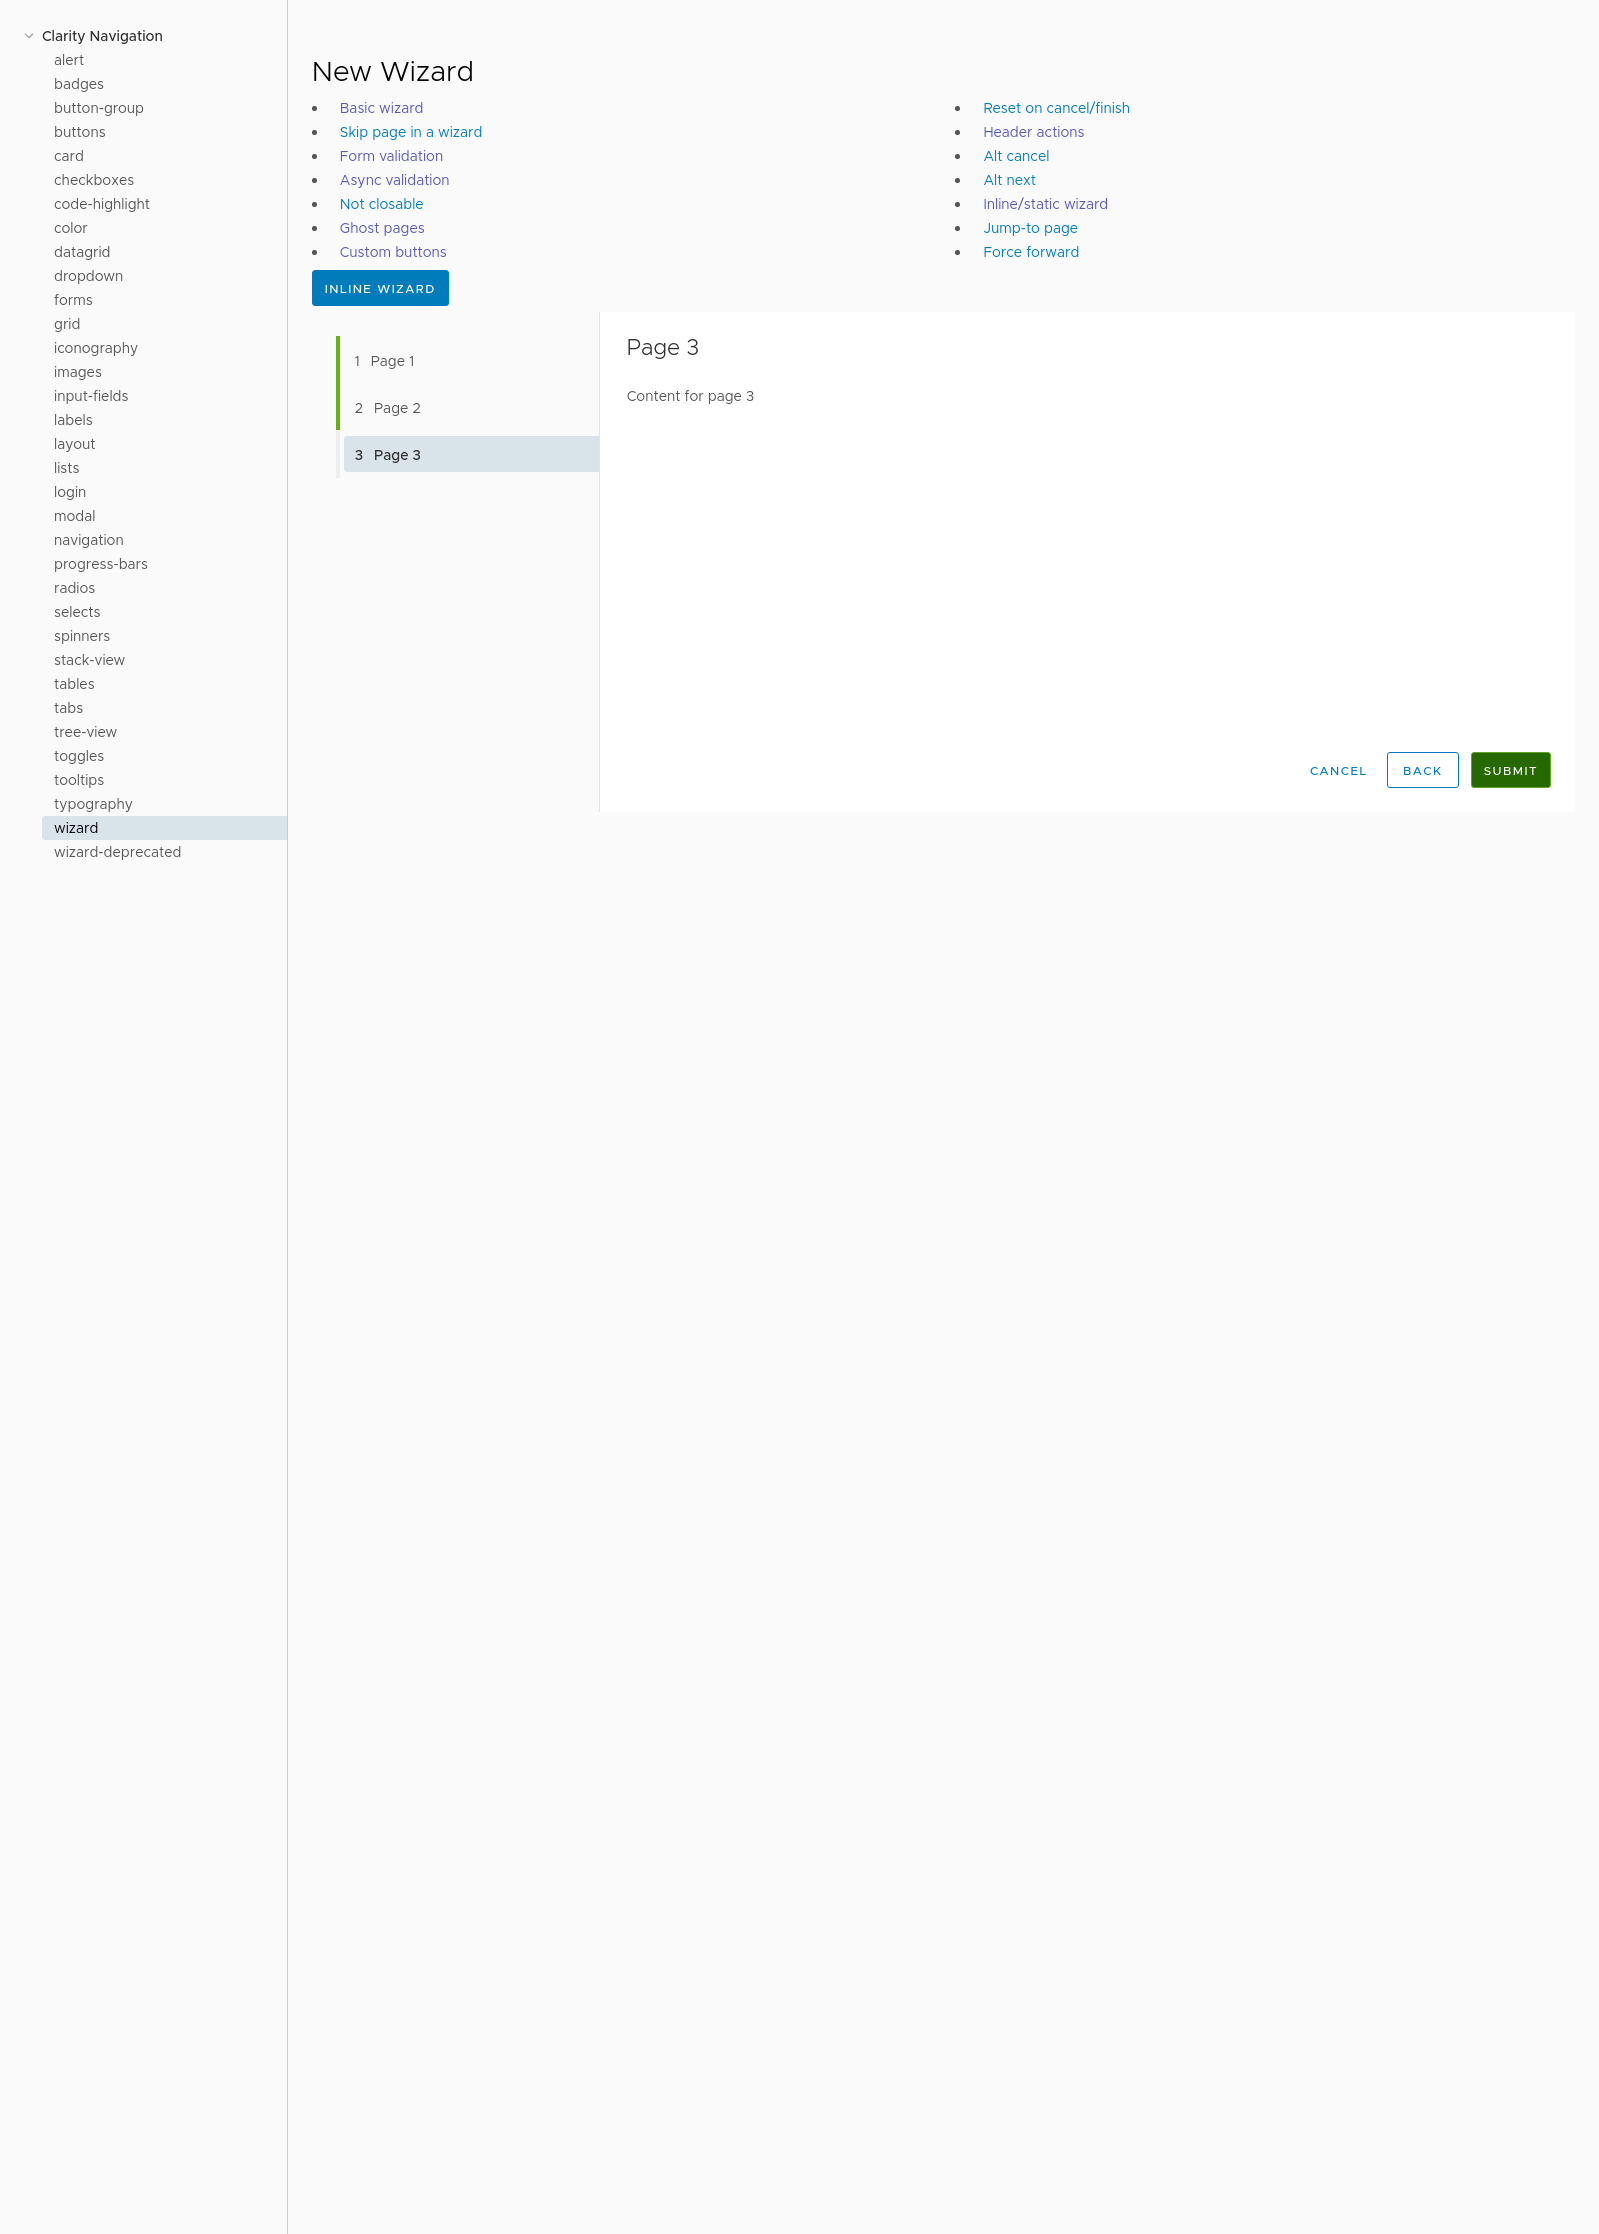 Clarity Navigation
alert
badges
button-group
buttons
card
checkboxes
code-highlight
color
datagrid
dropdown
forms
grid
iconography
images
input-fields
labels
layout
lists
login
modal
navigation
progress-bars
radios
selects
spinners
stack-view
tables
tabs
tree-view
toggles
tooltips
typography
wizard
wizard-deprecated
New Wizard
Basic wizard
Skip page in a wizard
Form validation
Async validation
Not closable
Ghost pages
Custom buttons
Reset on cancel/finish
Header actions
Alt cancel
Alt next
Inline/static wizard
Jump-to page
Force forward
INLINE WIZARD
1 Page 1
2 Page 2
3 Page 3
Page 3
Content for page 3
CANCEL
BACK
SUBMIT